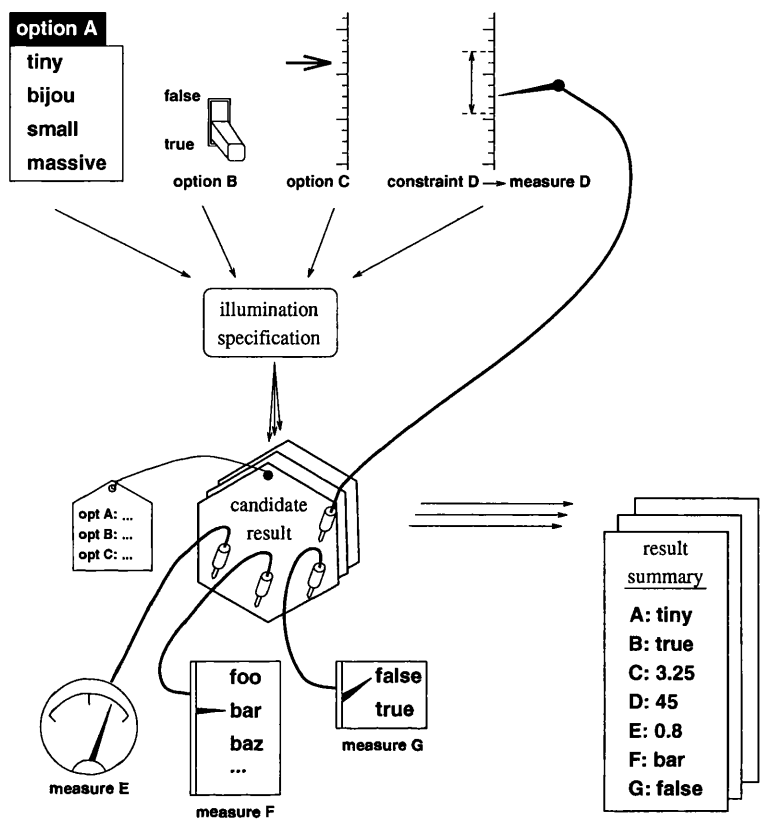 option A
tiny
bijou
small
massive
false
true
option B
option C
constraint D
measure D
illumination
specification
candidate
result
opt A: ...
opt B: ...
opt C: ...
measure E
foo
bar
baz
...
measure F
false
true
measure G
result
summary
A: tiny
B: true
C: 3.25
D: 45
E: 0.8
F: bar
G: false